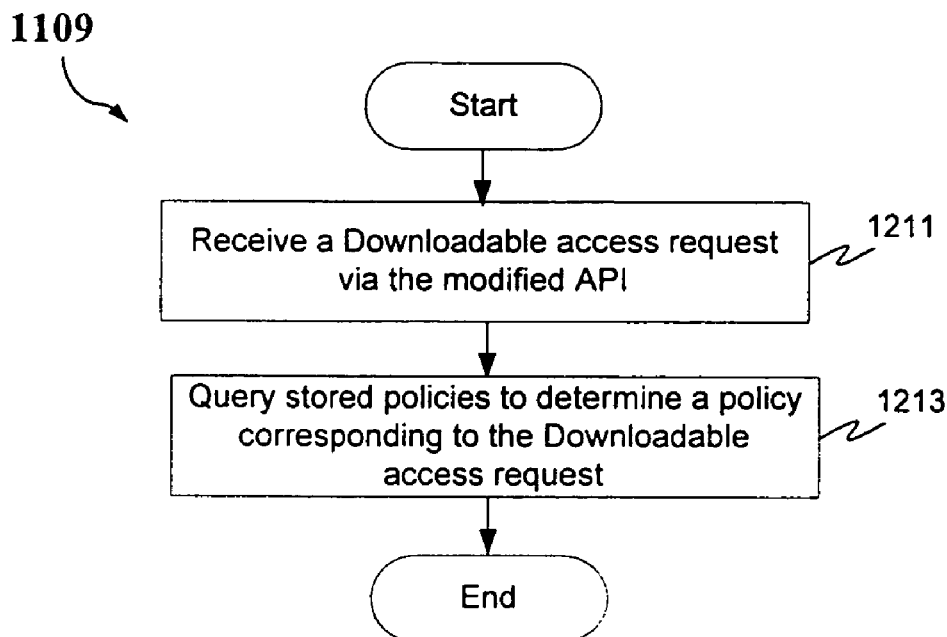 1109
Start
Receive a Downloadable access request
via the modified API
1211
Query stored policies to determine a policy
corresponding to the Downloadable
access request
1213
End